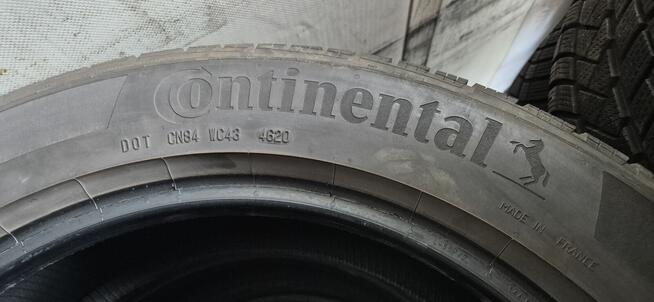 Continental
DOT CN84 WC43 4620
MADE IN FRANCE